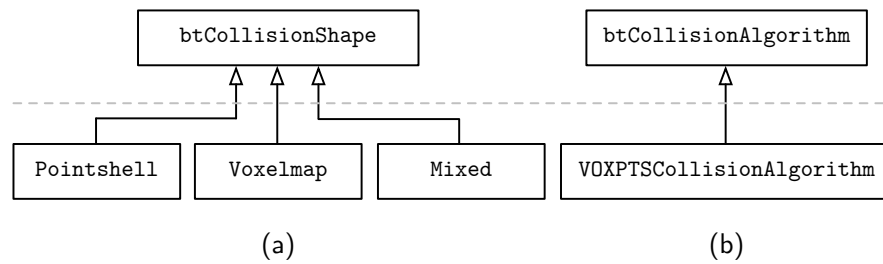 btCollisionShape
btCollisionAlgorithm
Pointshell
Voxelmap
Mixed
VOXPTSCollisionAlgorithm
(a)
(b)